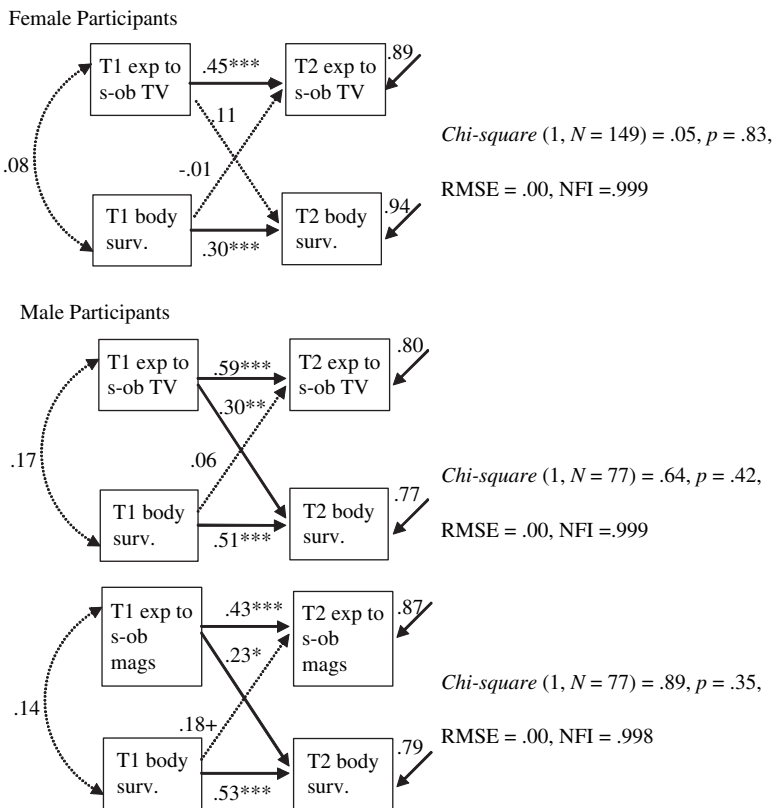 Female Participants
T1 exp to
s-ob TV
.45***
T2 exp to
s-ob TV
.89
.11
Chi-square (1, N = 149) = .05, p = .83,
.08
-.01
RMSE = .00, NFI =.999
T1 body
surv.
.30***
T2 body
surv.
.94
Male Participants
T1 exp to
s-ob TV
.59***
T2 exp to
s-ob TV
.80
.30**
.17
.06
Chi-square (1, N = 77) = .64, p = .42,
RMSE = .00, NFI =.999
T1 body
surv.
.51***
T2 body
surv.
.77
T1 exp to
s-ob
mags
.43***
T2 exp to
s-ob
mags
.87
.23*
Chi-square (1, N = 77) = .89, p = .35,
.14
.18+
RMSE = .00, NFI = .998
T1 body
surv.
.53***
T2 body
surv.
.79